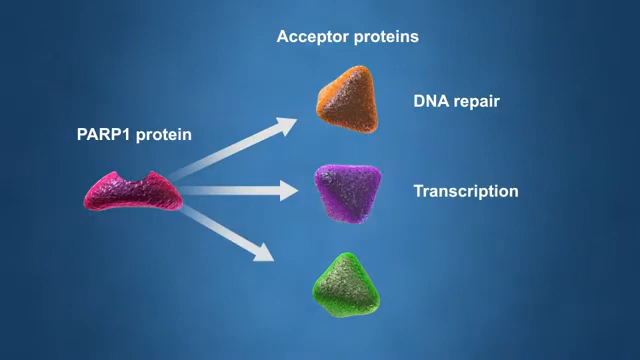 Acceptor proteins
DNA repair
PARP1 protein
Transcription